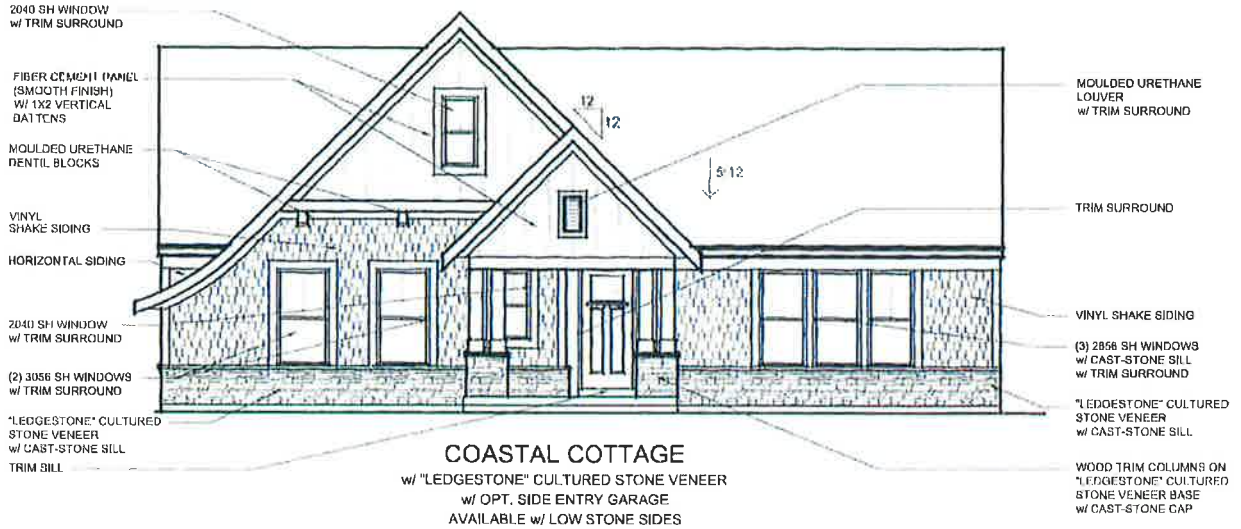 2040 SH WINDOW
w/ TRIM SURROUND
FIBER CEMENT PANEL
(SMOOTH FINISH)
W/ 1X2 VERTICAL
BATTENS
MOULDED URETHANE
DENTIL BLOCKS
VINYL
SHAKE SIDING
HORIZONTAL SIDING
2040 SH WINDOW
w/ TRIM SURROUND
(2) 3056 SH WINDOWS
w/ TRIM SURROUND
"LEDGESTONE" CULTURED
STONE VENEER
w/ CAST-STONE SILL
TRIM SILL
12
12
5:12
MOULDED URETHANE
LOUVER
w/ TRIM SURROUND
TRIM SURROUND
VINYL SHAKE SIDING
(3) 2856 SH WINDOWS
w/ CAST-STONE SILL
w/ TRIM SURROUND
"LEDGESTONE" CULTURED
STONE VENEER
w/ CAST-STONE SILL
WOOD TRIM COLUMNS ON
"LEDGESTONE" CULTURED
STONE VENEER BASE
w/ CAST-STONE CAP
COASTAL COTTAGE
w/ "LEDGESTONE" CULTURED STONE VENEER
w/ OPT. SIDE ENTRY GARAGE
AVAILABLE w/ LOW STONE SIDES